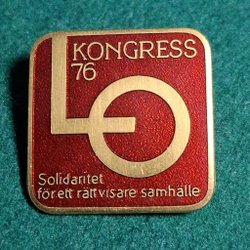 KONGRESS
76
LO
Solidaritet
för ett rättvisare samhälle